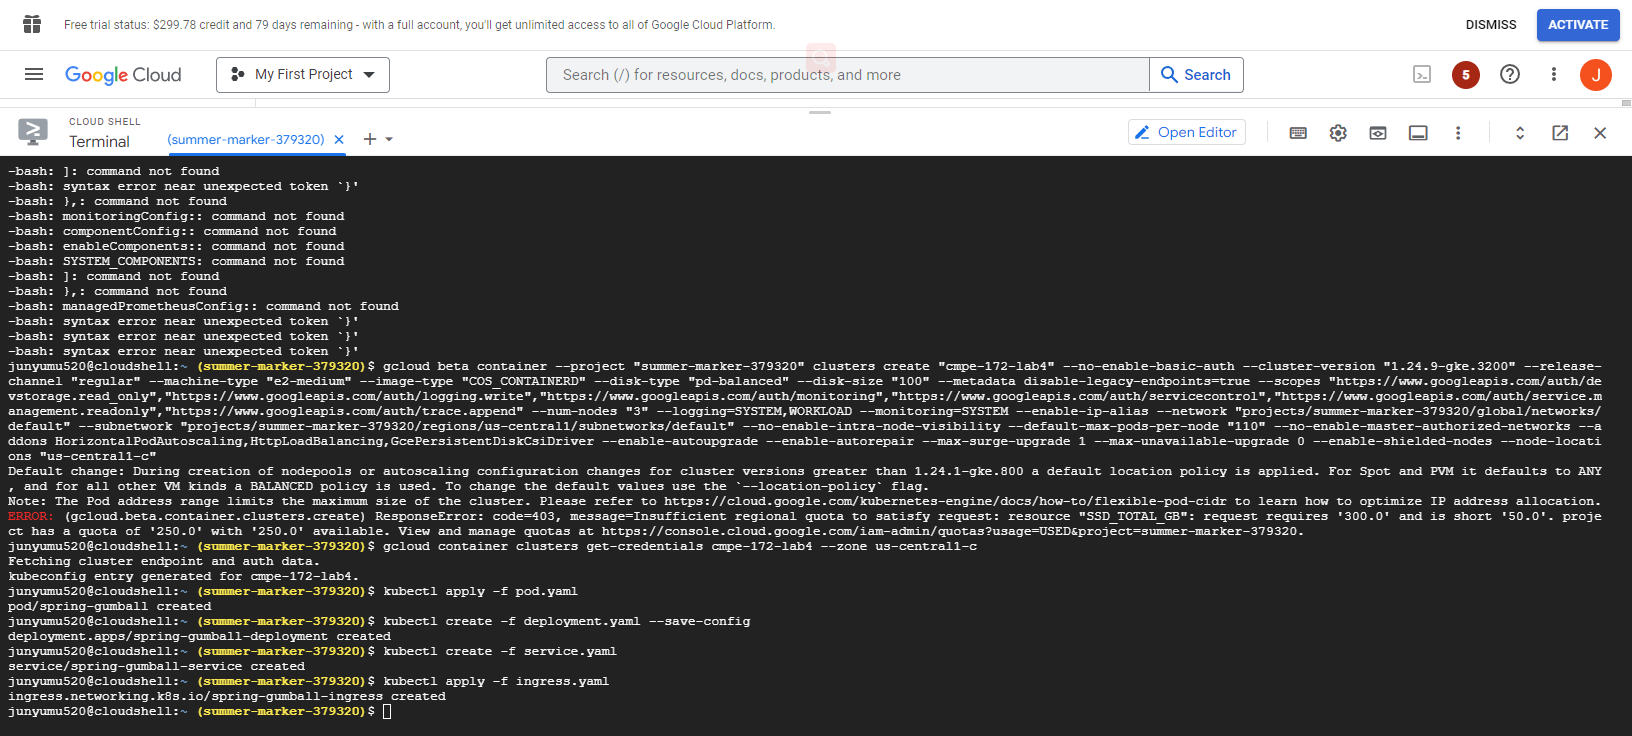 Free trial status: $299.78 credit and 79 days remaining - with a full account, you'll get unlimited access to all of Google Cloud Platform.
DISMISS
ACTIVATE
Google Cloud
My First Project
Search (/) for resources, docs, products, and more
Search
5
J
CLOUD SHELL
Terminal
(summer-marker-379320)
Open Editor
-bash: ]: command not found
-bash: syntax error near unexpected token `}'
-bash: },: command not found
-bash: monitoringConfig:: command not found
-bash: componentConfig:: command not found
-bash: enableComponents:: command not found
-bash: SYSTEM_COMPONENTS: command not found
-bash: ]: command not found
-bash: },: command not found
-bash: managedPrometheusConfig:: command not found
-bash: syntax error near unexpected token `}'
-bash: syntax error near unexpected token `}'
-bash: syntax error near unexpected token `}'
junyumu520@cloudshell:~ (summer-marker-379320)$ gcloud beta container --project "summer-marker-379320" clusters create "cmpe-172-lab4" --no-enable-basic-auth --cluster-version "1.24.9-gke.3200" --release-
channel "regular" --machine-type "e2-medium" --image-type "COS_CONTAINERD" --disk-type "pd-balanced" --disk-size "100" --metadata disable-legacy-endpoints=true --scopes "https://www.googleapis.com/auth/de
vstorage.read_only","https://www.googleapis.com/auth/logging.write","https://www.googleapis.com/auth/monitoring","https://www.googleapis.com/auth/servicecontrol","https://www.googleapis.com/auth/service.m
anagement.readonly","https://www.googleapis.com/auth/trace.append" --num-nodes "3" --logging=SYSTEM,WORKLOAD --monitoring=SYSTEM --enable-ip-alias --network "projects/summer-marker-379320/global/networks/
default" --subnetwork "projects/summer-marker-379320/regions/us-central1/subnetworks/default" --no-enable-intra-node-visibility --default-max-pods-per-node "110" --no-enable-master-authorized-networks --a
ddons HorizontalPodAutoscaling,HttpLoadBalancing,GcePersistentDiskCsiDriver --enable-autoupgrade --enable-autorepair --max-surge-upgrade 1 --max-unavailable-upgrade 0 --enable-shielded-nodes --node-locati
ons "us-central1-c"
Default change: During creation of nodepools or autoscaling configuration changes for cluster versions greater than 1.24.1-gke.800 a default location policy is applied. For Spot and PVM it defaults to ANY
, and for all other VM kinds a BALANCED policy is used. To change the default values use the `--location-policy` flag.
Note: The Pod address range limits the maximum size of the cluster. Please refer to https://cloud.google.com/kubernetes-engine/docs/how-to/flexible-pod-cidr to learn how to optimize IP address allocation.
ERROR: (gcloud.beta.container.clusters.create) ResponseError: code=403, message=Insufficient regional quota to satisfy request: resource "SSD_TOTAL_GB": request requires '300.0' and is short '50.0'. proje
ct has a quota of '250.0' with '250.0' available. View and manage quotas at https://console.cloud.google.com/iam-admin/quotas?usage=USED&project=summer-marker-379320.
junyumu520@cloudshell:~ (summer-marker-379320)$ gcloud container clusters get-credentials cmpe-172-lab4 --zone us-central1-c
Fetching cluster endpoint and auth data.
kubeconfig entry generated for cmpe-172-lab4.
junyumu520@cloudshell:~ (summer-marker-379320)$ kubectl apply -f pod.yaml
pod/spring-gumball created
junyumu520@cloudshell:~ (summer-marker-379320)$ kubectl create -f deployment.yaml --save-config
deployment.apps/spring-gumball-deployment created
junyumu520@cloudshell:~ (summer-marker-379320)$ kubectl create -f service.yaml
service/spring-gumball-service created
junyumu520@cloudshell:~ (summer-marker-379320)$ kubectl apply -f ingress.yaml
ingress.networking.k8s.io/spring-gumball-ingress created
junyumu520@cloudshell:~ (summer-marker-379320)$